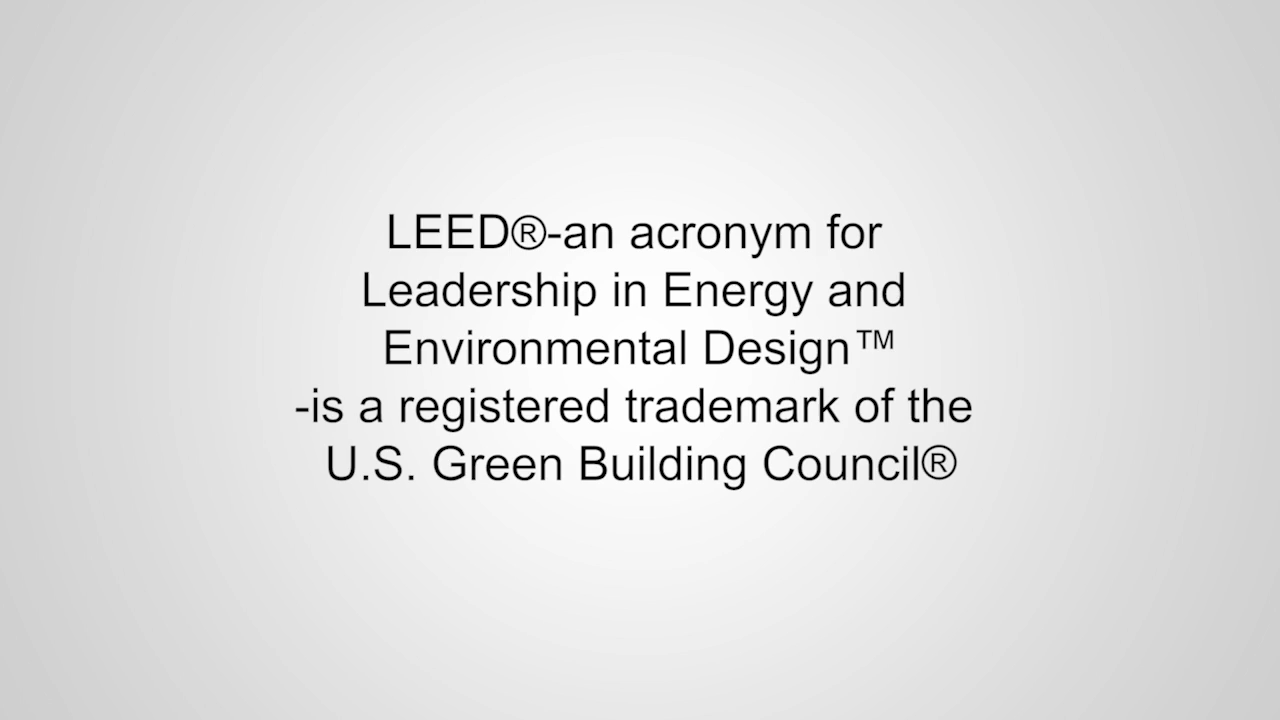 LEED®-an acronym for
Leadership in Energy and
Environmental Design™
-is a registered trademark of the
U.S. Green Building Council®